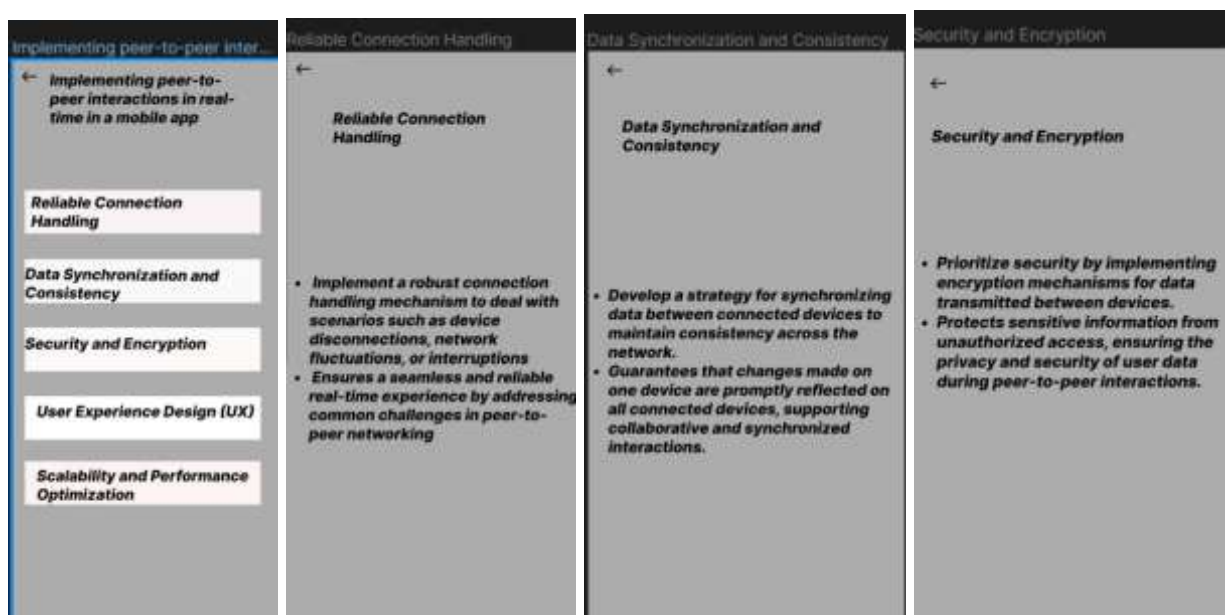 Implementing peer-to-peer inter...
Implementing peer-to-
peer interactions in real-
time in a mobile app
Reliable Connection
Handling
Data Synchronization and
Consistency
Security and Encryption
User Experience Design (UX)
Scalability and Performance
Optimization
Reliable Connection Handling
Reliable Connection
Handling
• Implement a robust connection
handling mechanism to deal with
scenarios such as device
disconnections, network
fluctuations, or interruptions
• Ensures a seamless and reliable
real-time experience by addressing
common challenges in peer-to-
peer networking
Data Synchronization and Consistency
Data Synchronization and
Consistency
• Develop a strategy for synchronizing
data between connected devices to
maintain consistency across the
network.
• Guarantees that changes made on
one device are promptly reflected on
all connected devices, supporting
collaborative and synchronized
interactions.
Security and Encryption
Security and Encryption
• Prioritize security by implementing
encryption mechanisms for data
transmitted between devices.
• Protects sensitive information from
unauthorized access, ensuring the
privacy and security of user data
during peer-to-peer interactions.